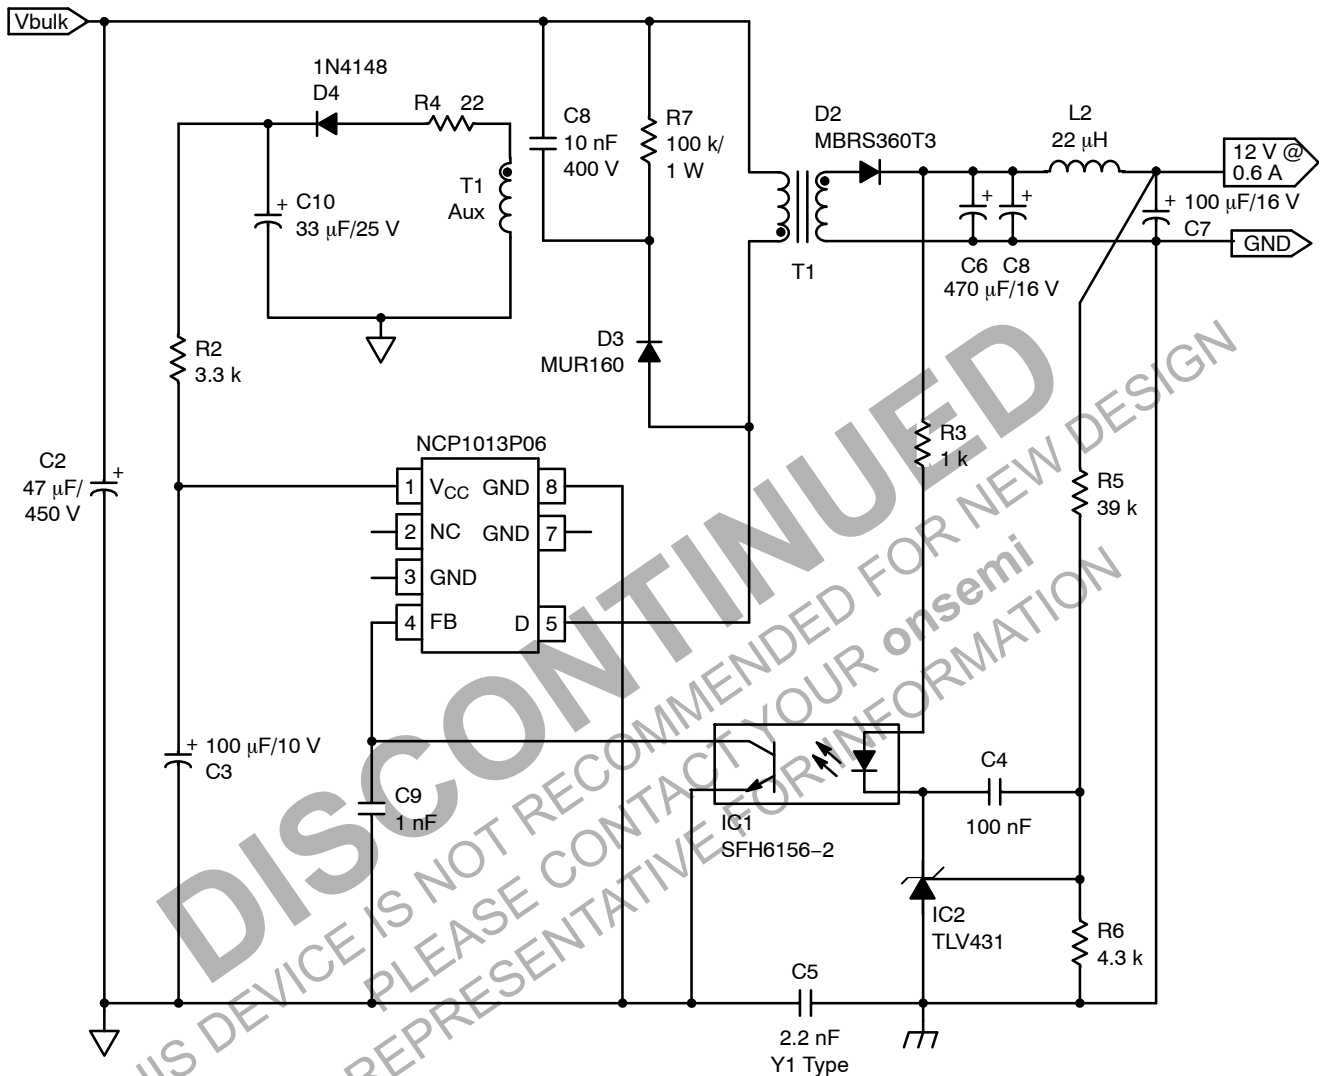 Vbulk
1N4148
D4
R4 22
C8
10 nF
400 V
R7
100 k/
1 W
D2
MBRS360T3
L2
22 μH
12 V @
0.6 A
T1
Aux
+ C10
33 μF/25 V
+
+
+ 100 μF/16 V
C7
GND
T1
C6 C8
470 μF/16 V
R2
3.3 k
D3
MUR160
NCP1013P06
R3
1 k
C2
47 μF/
450 V
+
1 VCC GND 8
2 NC GND 7
3 GND
4 FB D 5
R5
39 k
+ 100 μF/10 V
C3
C9
1 nF
IC1
SFH6156−2
C4
100 nF
IC2
TLV431
R6
4.3 k
C5
2.2 nF
Y1 Type
DISCONTINUED
HIS DEVICE IS NOT RECOMMENDED FOR NEW DESIGN
PLEASE CONTACT YOUR onsemi
REPRESENTATIVE FOR INFORMATION